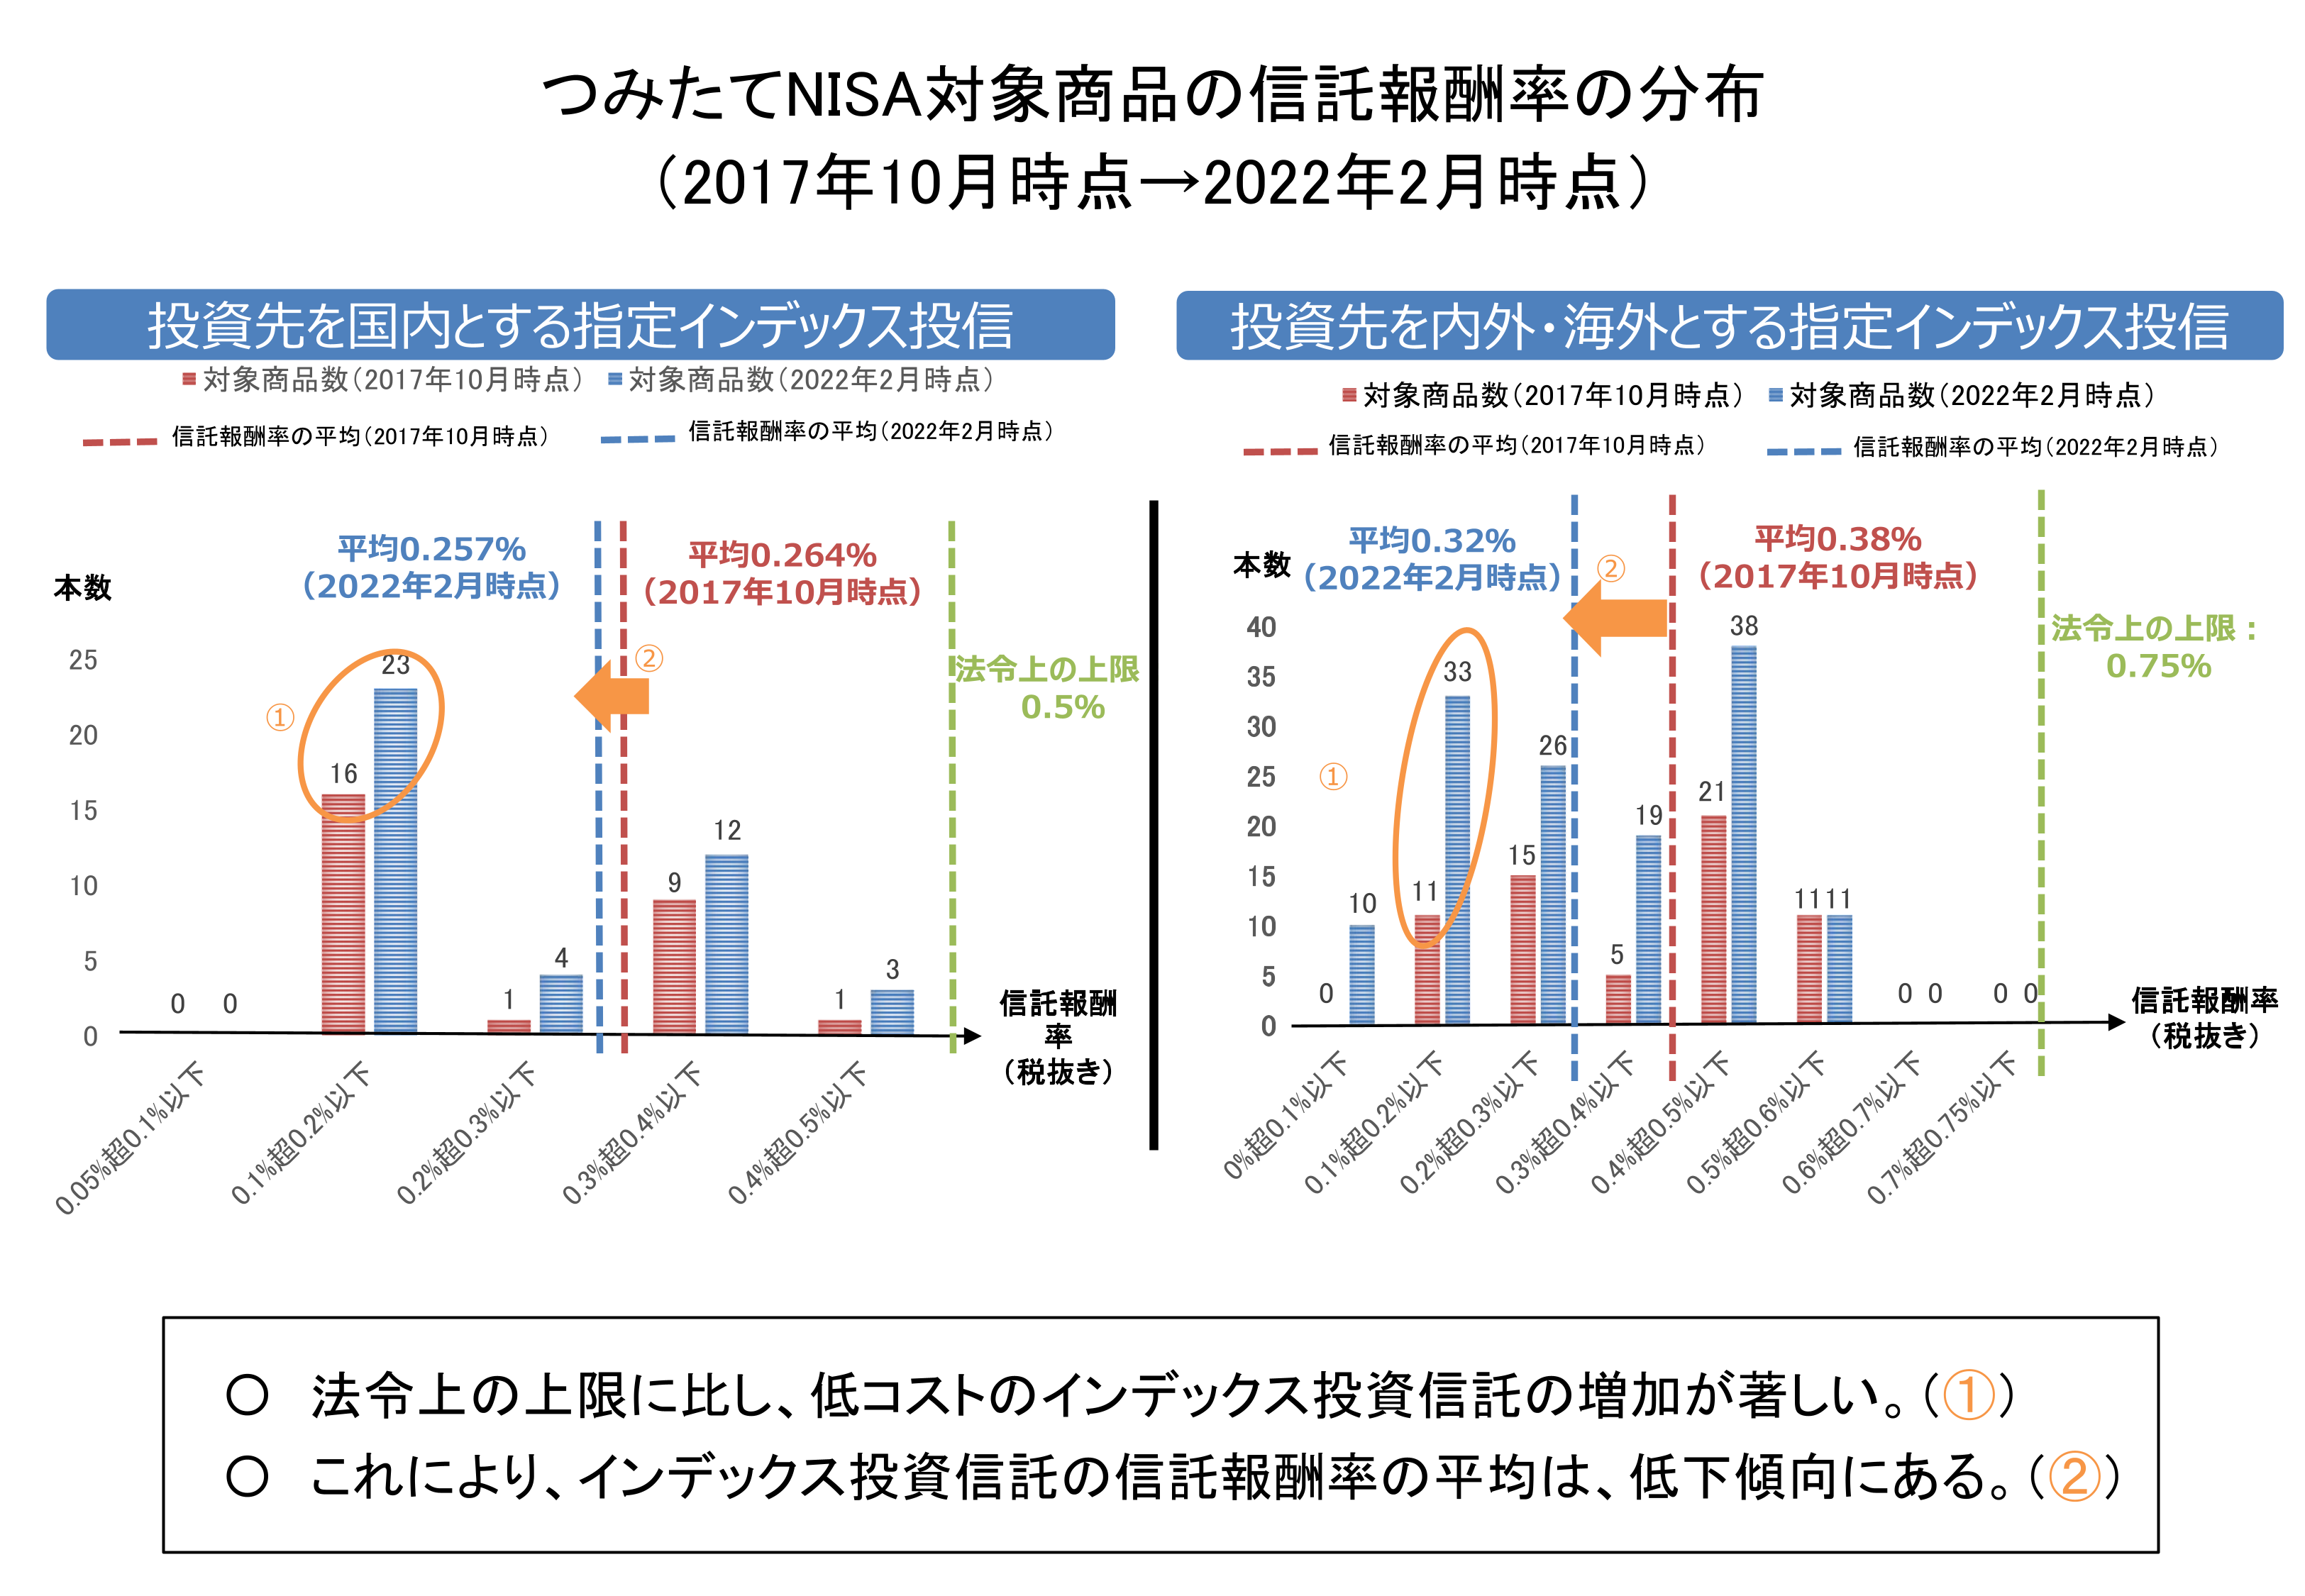 つみたてNISA対象商品の信託報酬率の分布
（2017年10月時点→2022年2月時点）
投資先を国内とする指定インデックス投信
対象商品数（2017年10月時点） 対象商品数（2022年2月時点）
信託報酬率の平均（2017年10月時点） 信託報酬率の平均（2022年2月時点）
平均0.257%
（2022年2月時点）
平均0.264%
（2017年10月時点）
本数
②
法令上の上限
0.5%
①
25
20
15
10
5
0
0 0
16 23
1 4
9 12
1 3
信託報酬
率
（税抜き）
0.05%超0.1%以下
0.1%超0.2%以下
0.2%超0.3%以下
0.3%超0.4%以下
0.4%超0.5%以下
投資先を内外・海外とする指定インデックス投信
対象商品数（2017年10月時点） 対象商品数（2022年2月時点）
信託報酬率の平均（2017年10月時点） 信託報酬率の平均（2022年2月時点）
平均0.32%
（2022年2月時点）
平均0.38%
（2017年10月時点）
本数
②
法令上の上限：
0.75%
①
40
35
30
25
20
15
10
5
0
0 10
11 33
15 26
5 19
21 38
11 11
0 0
0 0
信託報酬率
（税抜き）
0%超0.1%以下
0.1%超0.2%以下
0.2%超0.3%以下
0.3%超0.4%以下
0.4%超0.5%以下
0.5%超0.6%以下
0.6%超0.7%以下
0.7%超0.75%以下
○ 法令上の上限に比し、低コストのインデックス投資信託の増加が著しい。（①）
○ これにより、インデックス投資信託の信託報酬率の平均は、低下傾向にある。（②）